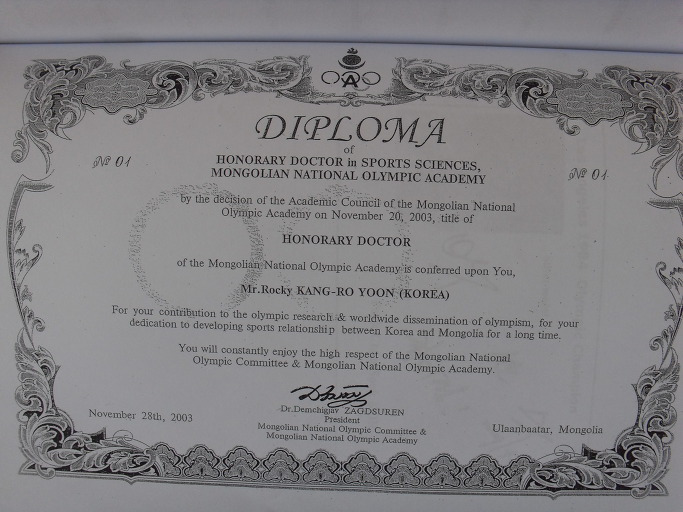 DIPLOMA
of
HONORARY DOCTOR in SPORTS SCIENCES,
MONGOLIAN NATIONAL OLYMPIC ACADEMY
№ 01
№ 01
by the decision of the Academic Council of the Mongolian National
Olympic Academy on November 20, 2003, title of
HONORARY DOCTOR
of the Mongolian National Olympic Academy is conferred upon You,
Mr.Rocky KANG-RO YOON (KOREA)
For your contribution to the olympic research & worldwide dissemination of olympism, for your
dedication to developing sports relationship between Korea and Mongolia for a long time.
You will constantly enjoy the high respect of the Mongolian National
Olympic Committee & Mongolian National Olympic Academy.
Dr.Demchigjav ZAGDSUREN
President
Mongolian National Olympic Committee &
Mongolian National Olympic Academy
November 28th, 2003
Ulaanbaatar, Mongolia